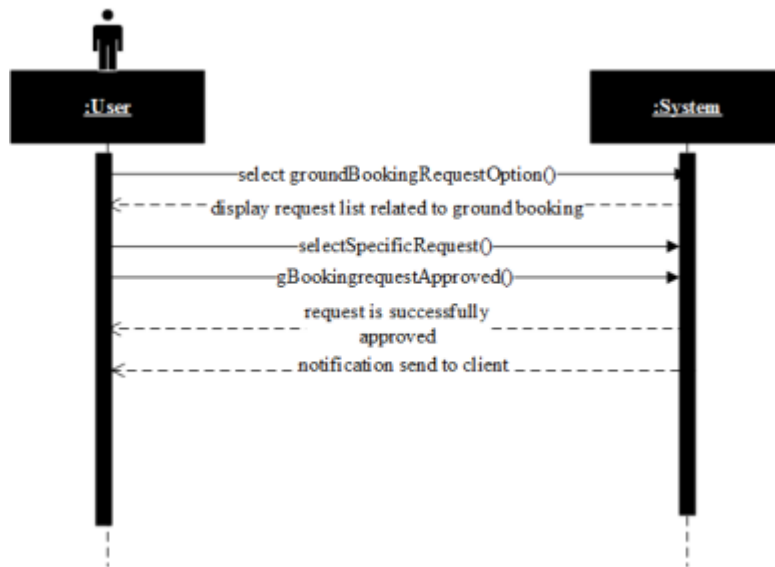 :User
:System
select groundBookingRequestOption()
display request list related to ground booking
selectSpecificRequest()
gBookingrequestApproved()
request is successfully
approved
notification send to client